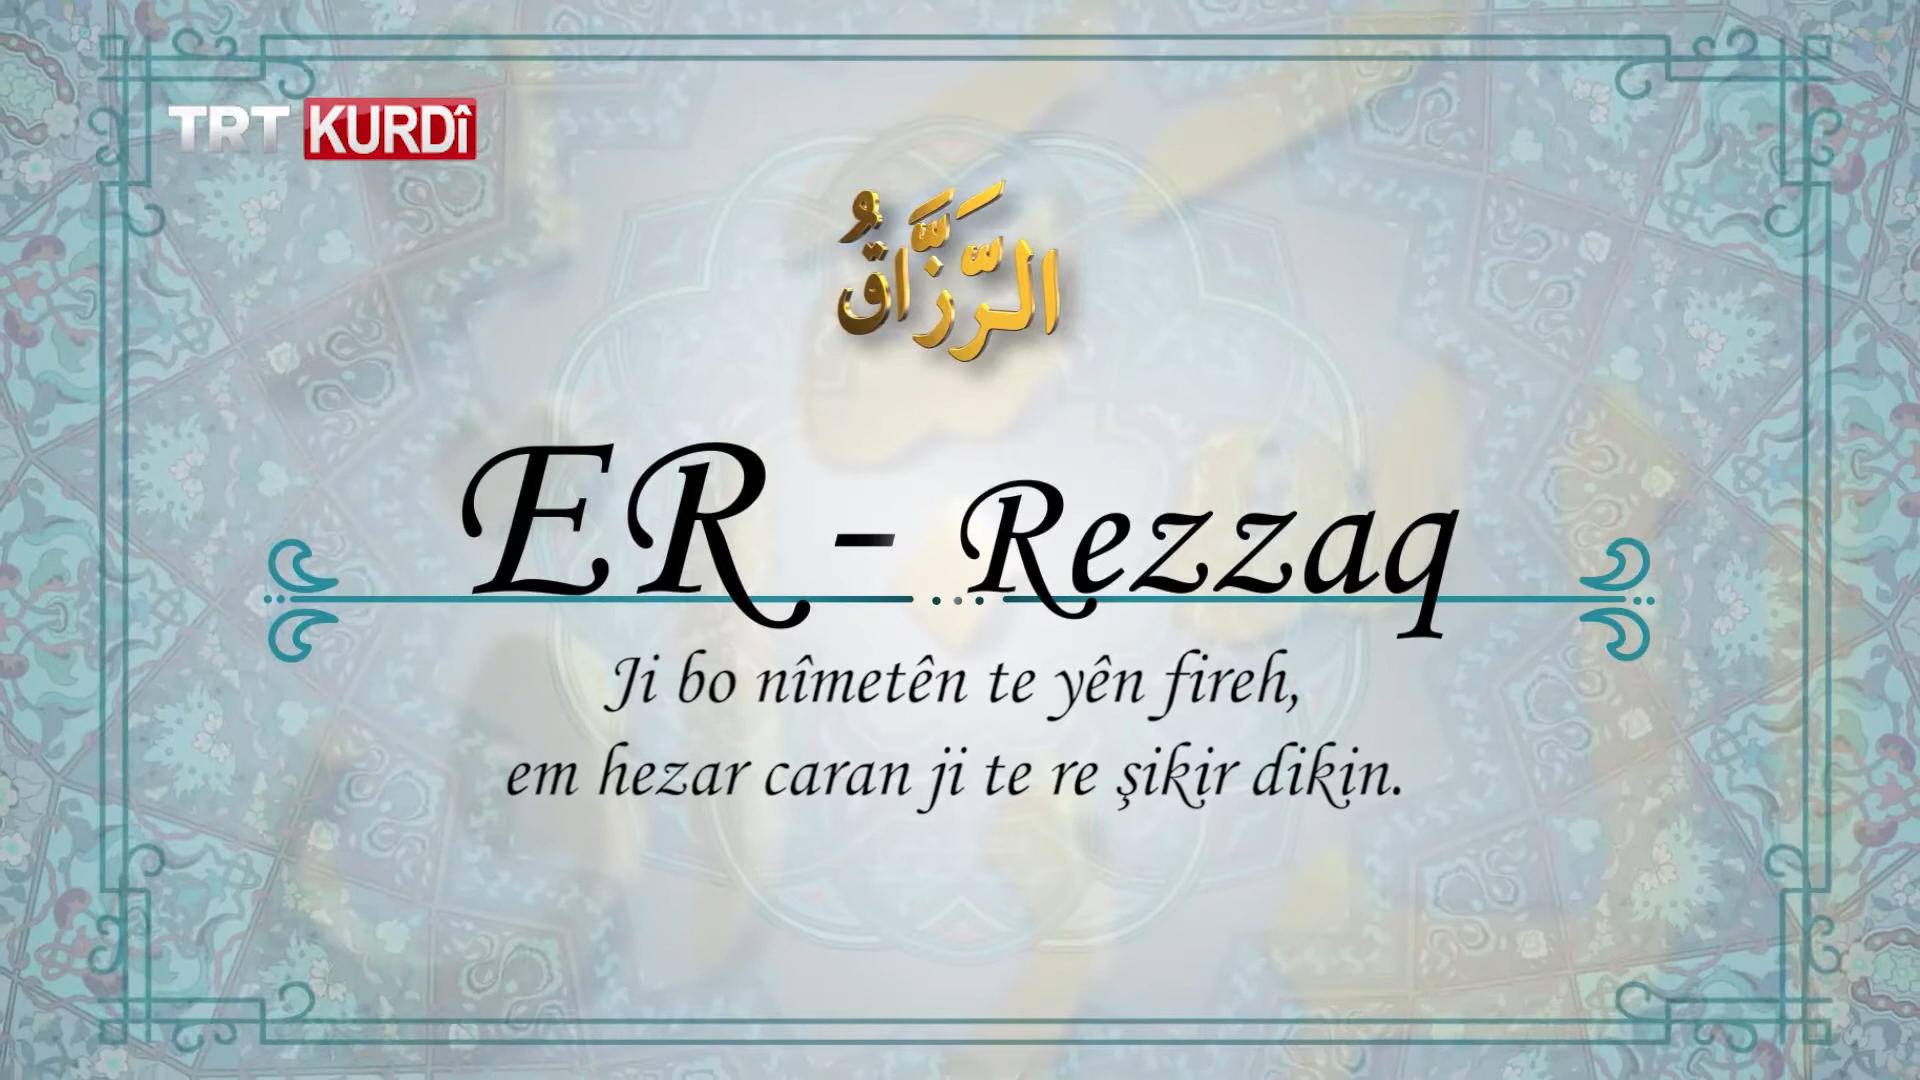 TRT KURDî
الرَّزَّاقُ
ER - Rezzaq
Ji bo nîmetên te yên fireh,
em hezar caran ji te re şikir dikin.